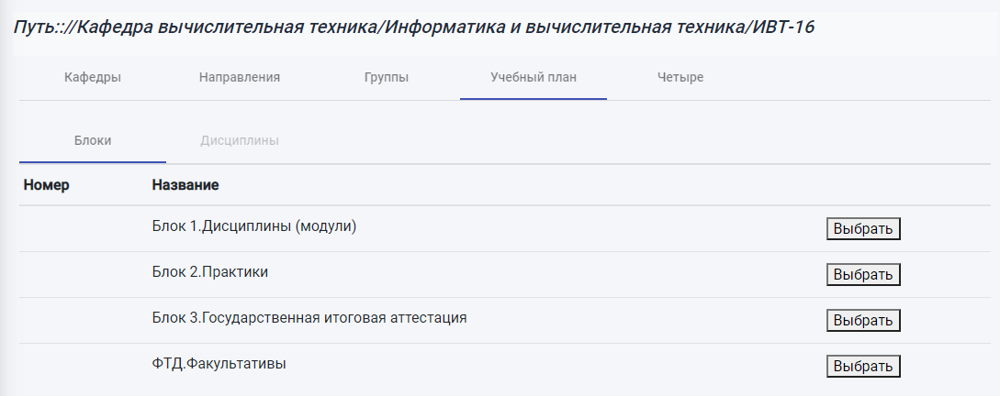 Путь:://Кафедра вычислительная техника/Информатика и вычислительная техника/ИВТ-16
Кафедры Направления Группы Учебный план Четыре
Блоки Дисциплины
Номер Название
Блок 1.Дисциплины (модули) Выбрать
Блок 2.Практики Выбрать
Блок 3.Государственная итоговая аттестация Выбрать
ФТД.Факультативы Выбрать